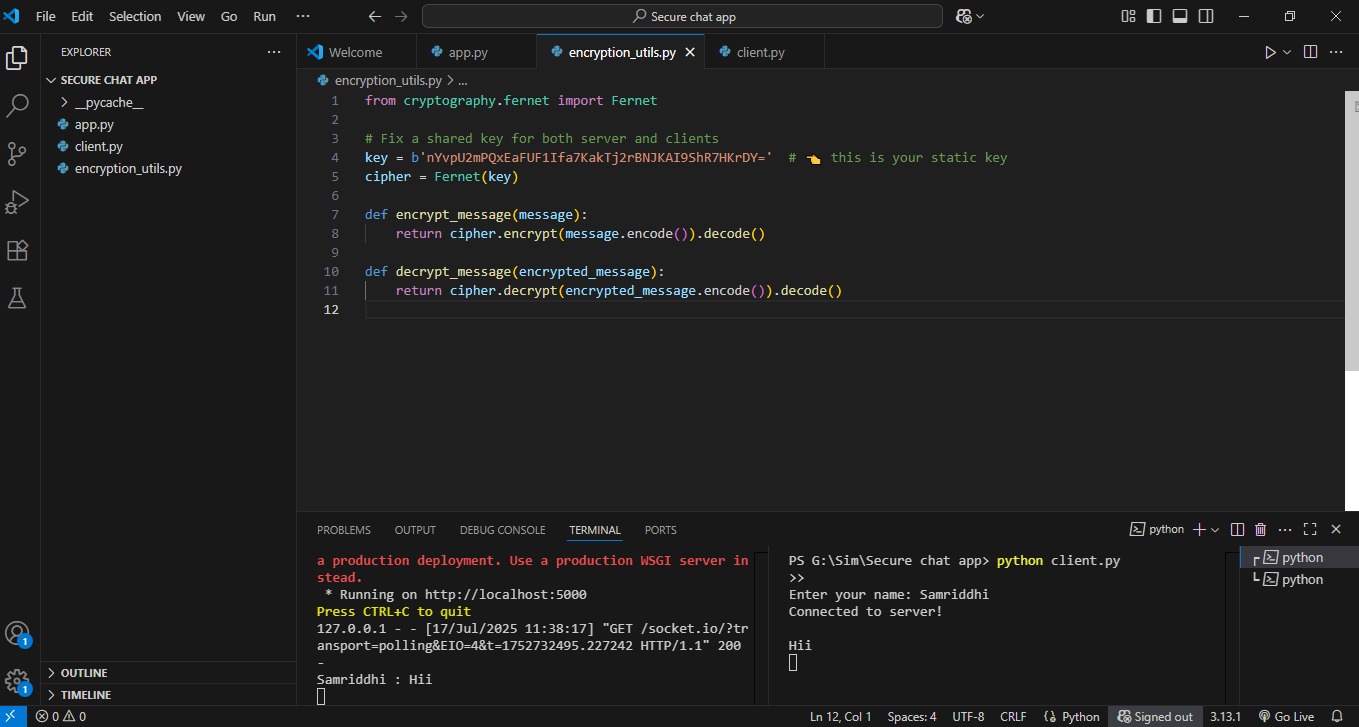 File Edit Selection View Go Run ···
Secure chat app
EXPLORER ···
SECURE CHAT APP
__pycache__
app.py
client.py
encryption_utils.py
OUTLINE
TIMELINE
Welcome app.py encryption_utils.py client.py
encryption_utils.py > ...
1 from cryptography.fernet import Fernet
2
3 # Fix a shared key for both server and clients
4 key = b'nYvpU2mPQxEaFUF1Ifa7KakTj2rBNJKAI9ShR7HKrDY=' # 👈 this is your static key
5 cipher = Fernet(key)
6
7 def encrypt_message(message):
8 return cipher.encrypt(message.encode()).decode()
9
10 def decrypt_message(encrypted_message):
11 return cipher.decrypt(encrypted_message.encode()).decode()
12
PROBLEMS OUTPUT DEBUG CONSOLE TERMINAL PORTS
python
a production deployment. Use a production WSGI server in
stead.
* Running on http://localhost:5000
Press CTRL+C to quit
127.0.0.1 - - [17/Jul/2025 11:38:17] "GET /socket.io/?tr
ansport=polling&EIO=4&t=1752732495.227242 HTTP/1.1" 200
-
Samriddhi : Hii
PS G:\Sim\Secure chat app> python client.py
>>
Enter your name: Samriddhi
Connected to server!
Hii
python
python
1
1
0 0
Ln 12, Col 1 Spaces: 4 UTF-8 CRLF {} Python Signed out 3.13.1 Go Live